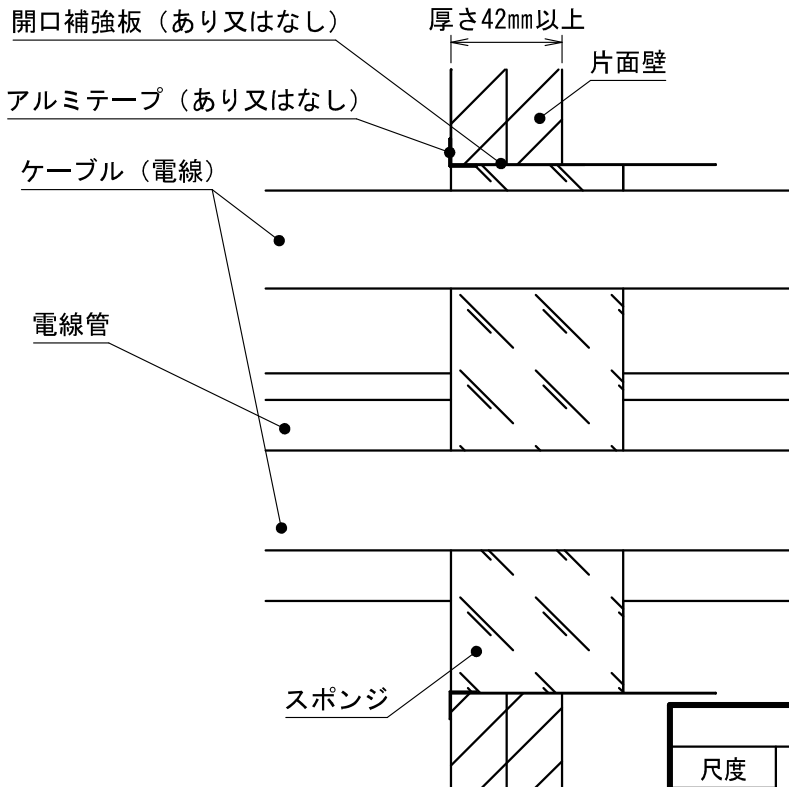 開口補強板（あり又はなし）
厚さ42mm以上
片面壁
アルミテープ（あり又はなし）
ケーブル（電線）
電線管
スポンジ
尺度